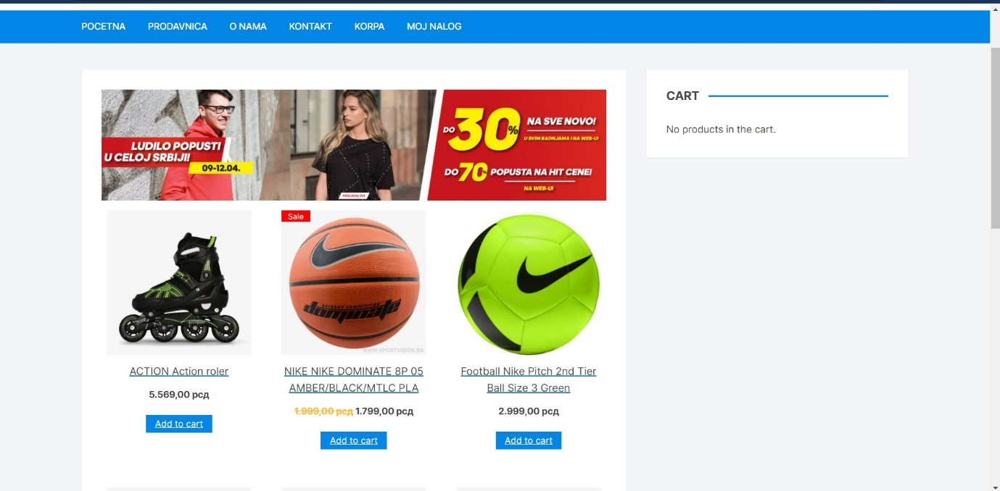 POCETNA PRODAVNICA O NAMA KONTAKT KORPA MOJ NALOG
LUDILO POPUSTI
U CELOJ SRBIJI!
09-12.04.
POGLEDAJ SVE
DO 30% NA SVE NOVO!
U SVIM RADNJAMA I NA WEB-U!
DO 70% POPUSTA NA HIT CENE!
NA WEB-U!
CART
No products in the cart.
ACTION Action roler
5.569,00 рсд
Add to cart
Sale
OUTDOOR COMPETITION
dominate
WWW.SPORTVISION.BA
NIKE NIKE DOMINATE 8P 05
AMBER/BLACK/MTLC PLA
1.999,00 рсд 1.799,00 рсд
Add to cart
Football Nike Pitch 2nd Tier
Ball Size 3 Green
2.999,00 рсд
Add to cart